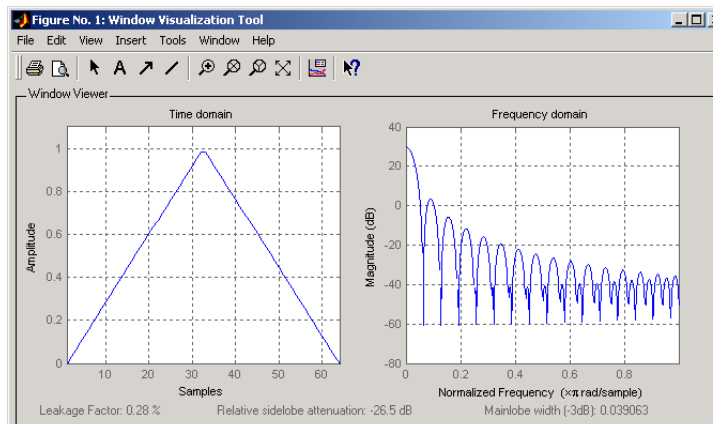 Figure No. 1: Window Visualization Tool
File Edit View Insert Tools Window Help
A
Window Viewer
Time domain
1
0.8
0.6
0.4
0.2
0
10 20 30 40 50 60
Amplitude
Samples
Frequency domain
40
20
0
-20
-40
-60
-80
0 0.2 0.4 0.6 0.8
Magnitude (dB)
Normalized Frequency (×π rad/sample)
Leakage Factor: 0.28 % Relative sidelobe attenuation: -26.5 dB Mainlobe width (-3dB): 0.039063